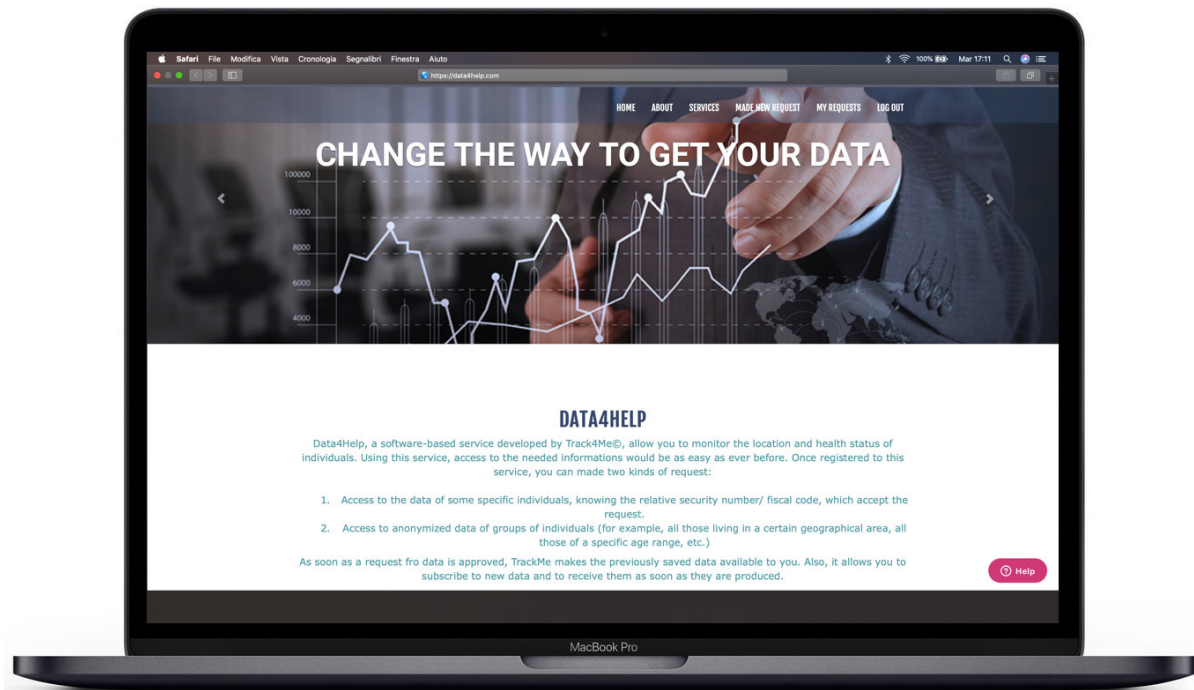 Safari File Modifica Vista Cronologia Segnalibri Finestra Aiuto 100% Mar 17:11
https://data4help.com
HOME ABOUT SERVICES MADE NEW REQUEST MY REQUESTS LOG OUT
CHANGE THE WAY TO GET YOUR DATA
100000
10000
8000
6000
4000
DATA4HELP
Data4Help, a software-based service developed by Track4Me©, allow you to monitor the location and health status of
individuals. Using this service, access to the needed informations would be as easy as ever before. Once registered to this
service, you can made two kinds of request:
1. Access to the data of some specific individuals, knowing the relative security number/ fiscal code, which accept the
request.
2. Access to anonymized data of groups of individuals (for example, all those living in a certain geographical area, all
those of a specific age range, etc.)
As soon as a request fro data is approved, TrackMe makes the previously saved data available to you. Also, it allows you to
subscribe to new data and to receive them as soon as they are produced.
Help
MacBook Pro